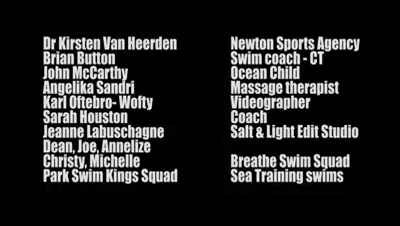 Dr Kirsten Van Heerden Newton Sports Agency
Brian Button Swim coach - CT
John McCarthy Ocean Child
Angelika Sandri Massage therapist
Karl Oftebro- Wofty Videographer
Sarah Houston Coach
Jeanne Labuschagne Salt & Light Edit Studio
Dean, Joe, Annelize
Christy, Michelle Breathe Swim Squad
Park Swim Kings Squad Sea Training swims